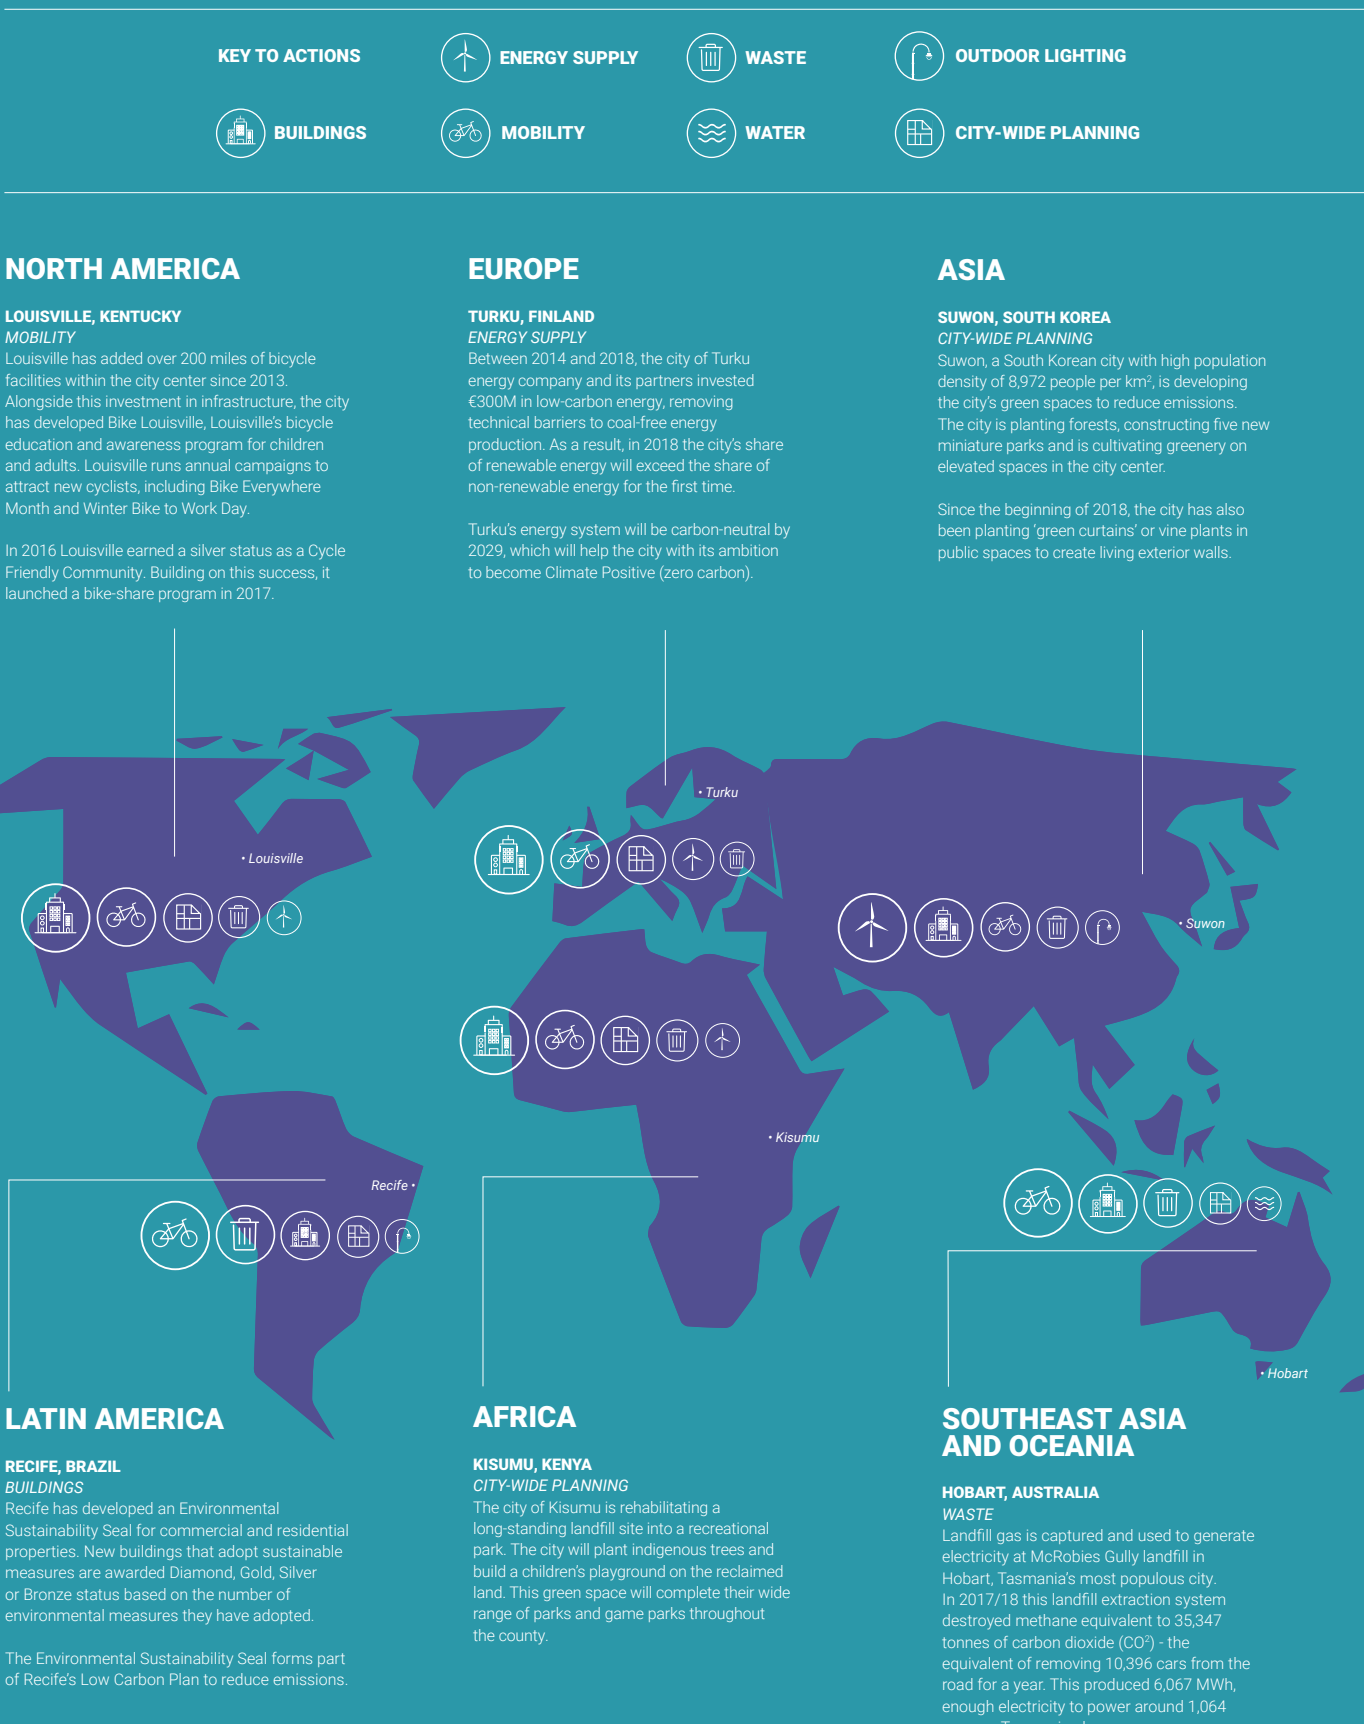 KEY TO ACTIONS
ENERGY SUPPLY
WASTE
OUTDOOR LIGHTING
BUILDINGS
MOBILITY
WATER
CITY-WIDE PLANNING
NORTH AMERICA
LOUISVILLE, KENTUCKY
MOBILITY
Louisville has added over 200 miles of bicycle
facilities within the city center since 2013.
Alongside this investment in infrastructure, the city
has developed Bike Louisville, Louisville's bicycle
education and awareness program for children
and adults. Louisville runs annual campaigns to
attract new cyclists, including Bike Everywhere
Month and Winter Bike to Work Day.
In 2016 Louisville earned a silver status as a Cycle
Friendly Community. Building on this success, it
launched a bike-share program in 2017.
EUROPE
TURKU, FINLAND
ENERGY SUPPLY
Between 2014 and 2018, the city of Turku
energy company and its partners invested
€300M in low-carbon energy, removing
technical barriers to coal-free energy
production. As a result, in 2018 the city's share
of renewable energy will exceed the share of
non-renewable energy for the first time.
Turku's energy system will be carbon-neutral by
2029, which will help the city with its ambition
to become Climate Positive (zero carbon).
ASIA
SUWON, SOUTH KOREA
CITY-WIDE PLANNING
Suwon, a South Korean city with high population
density of 8,972 people per km², is developing
the city's green spaces to reduce emissions.
The city is planting forests, constructing five new
miniature parks and is cultivating greenery on
elevated spaces in the city center.
Since the beginning of 2018, the city has also
been planting 'green curtains' or vine plants in
public spaces to create living exterior walls.
• Turku
• Louisville
• Suwon
• Kisumu
Recife •
• Hobart
LATIN AMERICA
RECIFE, BRAZIL
BUILDINGS
Recife has developed an Environmental
Sustainability Seal for commercial and residential
properties. New buildings that adopt sustainable
measures are awarded Diamond, Gold, Silver
or Bronze status based on the number of
environmental measures they have adopted.
The Environmental Sustainability Seal forms part
of Recife's Low Carbon Plan to reduce emissions.
AFRICA
KISUMU, KENYA
CITY-WIDE PLANNING
The city of Kisumu is rehabilitating a
long-standing landfill site into a recreational
park. The city will plant indigenous trees and
build a children's playground on the reclaimed
land. This green space will complete their wide
range of parks and game parks throughout
the county.
SOUTHEAST ASIA
AND OCEANIA
HOBART, AUSTRALIA
WASTE
Landfill gas is captured and used to generate
electricity at McRobies Gully landfill in
Hobart, Tasmania's most populous city.
In 2017/18 this landfill extraction system
destroyed methane equivalent to 35,347
tonnes of carbon dioxide (CO²) - the
equivalent of removing 10,396 cars from the
road for a year. This produced 6,067 MWh,
enough electricity to power around 1,064